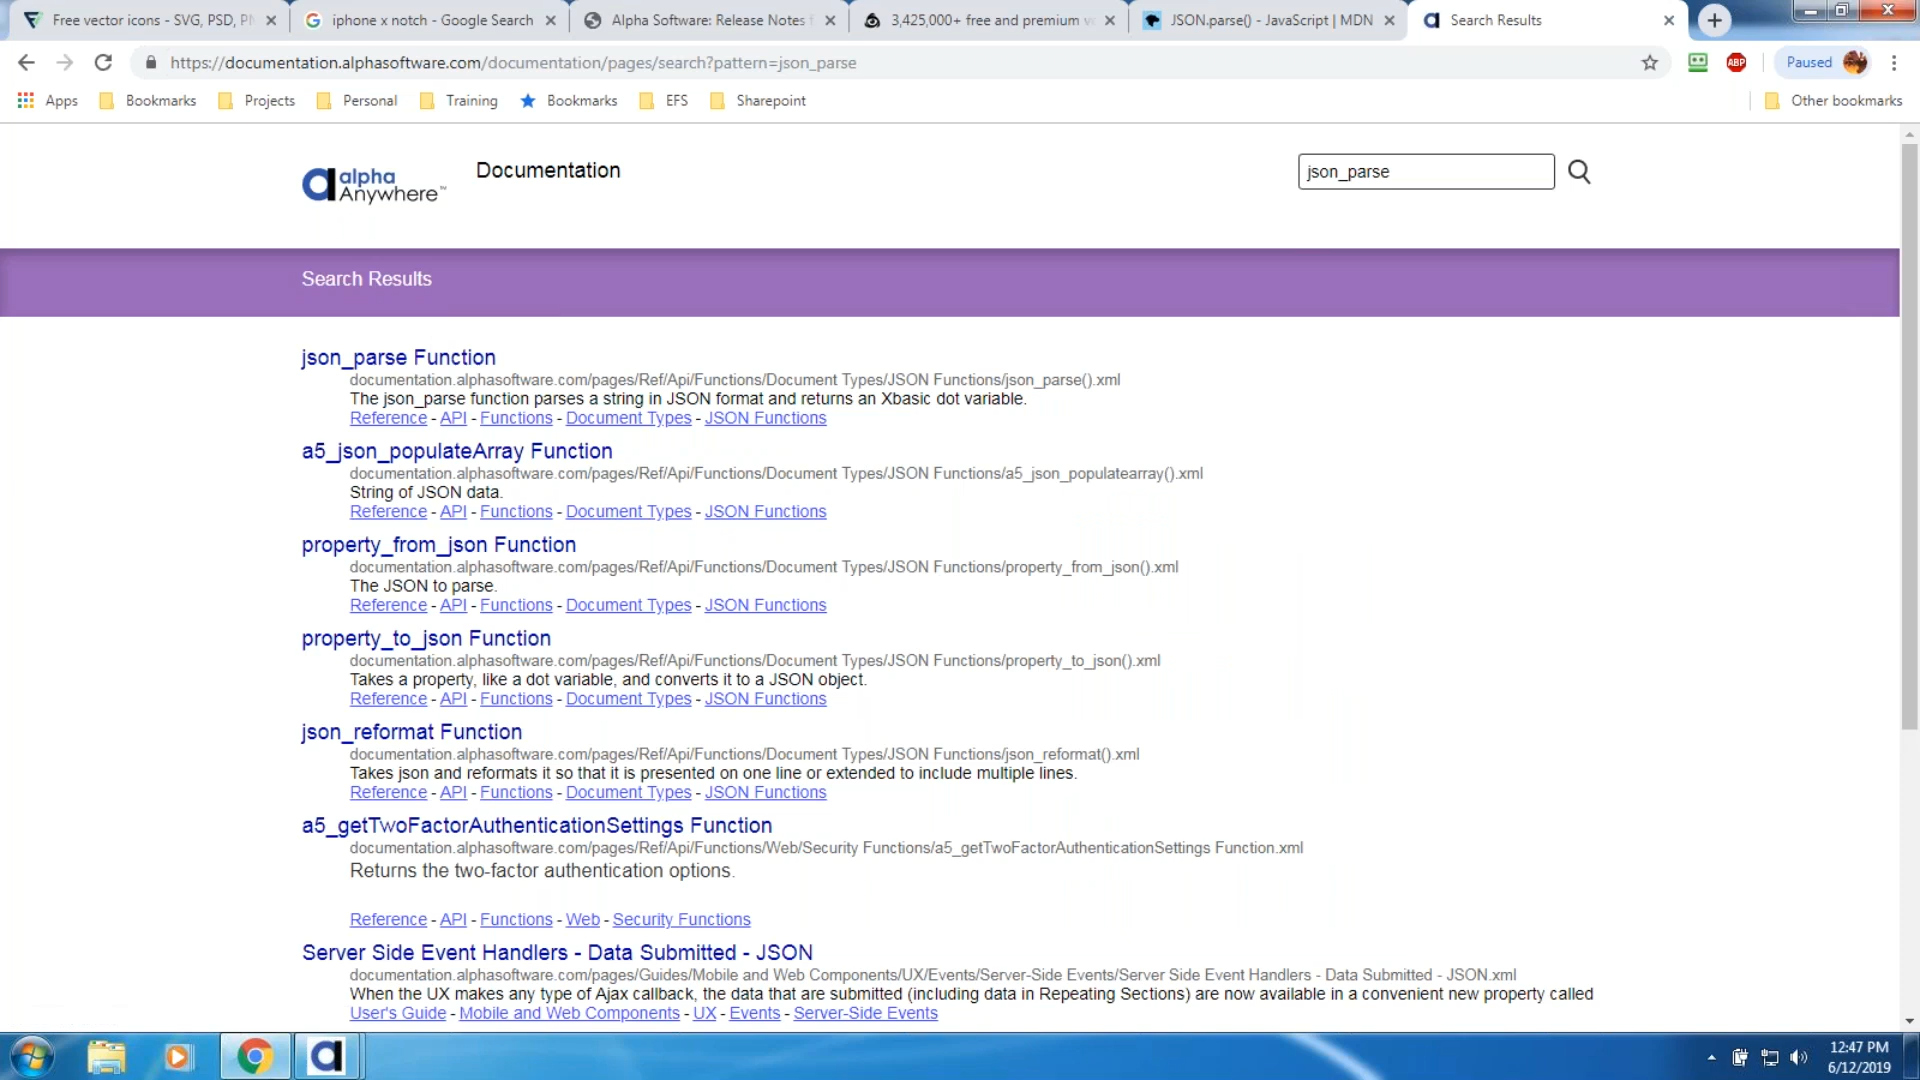 Free vector icons - SVG, PSD, PN
iphone x notch - Google Search
Alpha Software: Release Notes f
3,425,000+ free and premium ve
JSON.parse() - JavaScript | MDN
Search Results
https://documentation.alphasoftware.com/documentation/pages/search?pattern=json_parse
ABP
Paused
Apps
Bookmarks
Projects
Personal
Training
Bookmarks
EFS
Sharepoint
Other bookmarks
alpha
Anywhere™
Documentation
json_parse
Search Results
json_parse Function
documentation.alphasoftware.com/pages/Ref/Api/Functions/Document Types/JSON Functions/json_parse().xml
The json_parse function parses a string in JSON format and returns an Xbasic dot variable.
Reference - API - Functions - Document Types - JSON Functions
a5_json_populateArray Function
documentation.alphasoftware.com/pages/Ref/Api/Functions/Document Types/JSON Functions/a5_json_populatearray().xml
String of JSON data.
Reference - API - Functions - Document Types - JSON Functions
property_from_json Function
documentation.alphasoftware.com/pages/Ref/Api/Functions/Document Types/JSON Functions/property_from_json().xml
The JSON to parse.
Reference - API - Functions - Document Types - JSON Functions
property_to_json Function
documentation.alphasoftware.com/pages/Ref/Api/Functions/Document Types/JSON Functions/property_to_json().xml
Takes a property, like a dot variable, and converts it to a JSON object.
Reference - API - Functions - Document Types - JSON Functions
json_reformat Function
documentation.alphasoftware.com/pages/Ref/Api/Functions/Document Types/JSON Functions/json_reformat().xml
Takes json and reformats it so that it is presented on one line or extended to include multiple lines.
Reference - API - Functions - Document Types - JSON Functions
a5_getTwoFactorAuthenticationSettings Function
documentation.alphasoftware.com/pages/Ref/Api/Functions/Web/Security Functions/a5_getTwoFactorAuthenticationSettings Function.xml
Returns the two-factor authentication options.
Reference - API - Functions - Web - Security Functions
Server Side Event Handlers - Data Submitted - JSON
documentation.alphasoftware.com/pages/Guides/Mobile and Web Components/UX/Events/Server-Side Events/Server Side Event Handlers - Data Submitted - JSON.xml
When the UX makes any type of Ajax callback, the data that are submitted (including data in Repeating Sections) are now available in a convenient new property called
User's Guide - Mobile and Web Components - UX - Events - Server-Side Events
12:47 PM
6/12/2019